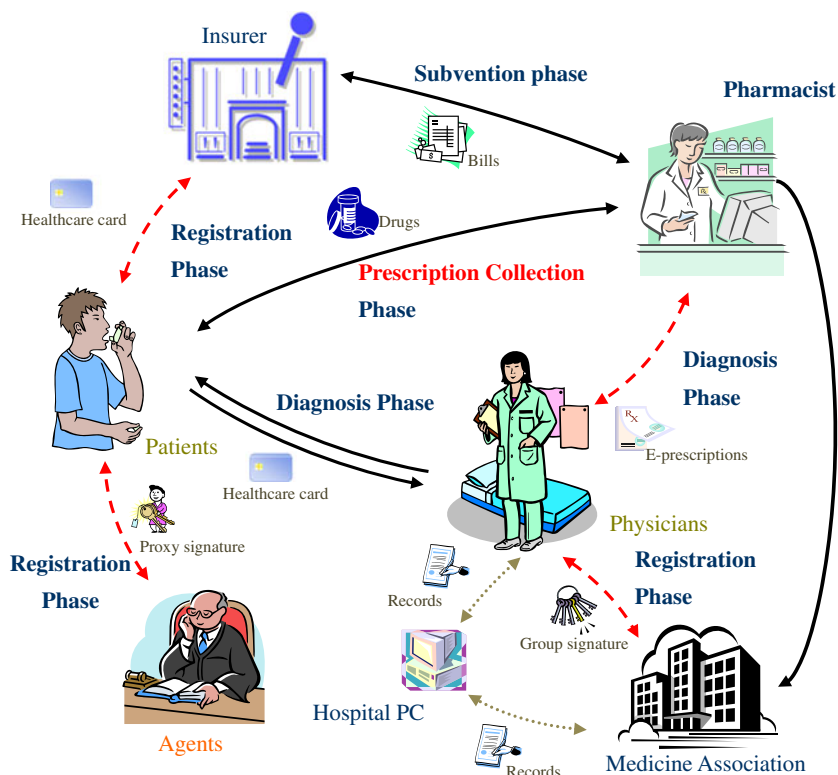 Insurer
Subvention phase
Pharmacist
Bills
$
Healthcare card
Registration
Phase
Drugs
Prescription Collection
Phase
Diagnosis
Phase
Diagnosis Phase
RX
E-prescriptions
Patients
Healthcare card
Proxy signature
Physicians
Registration
Phase
Registration
Phase
Records
Group signature
Agents
Hospital PC
Records
Medicine Association